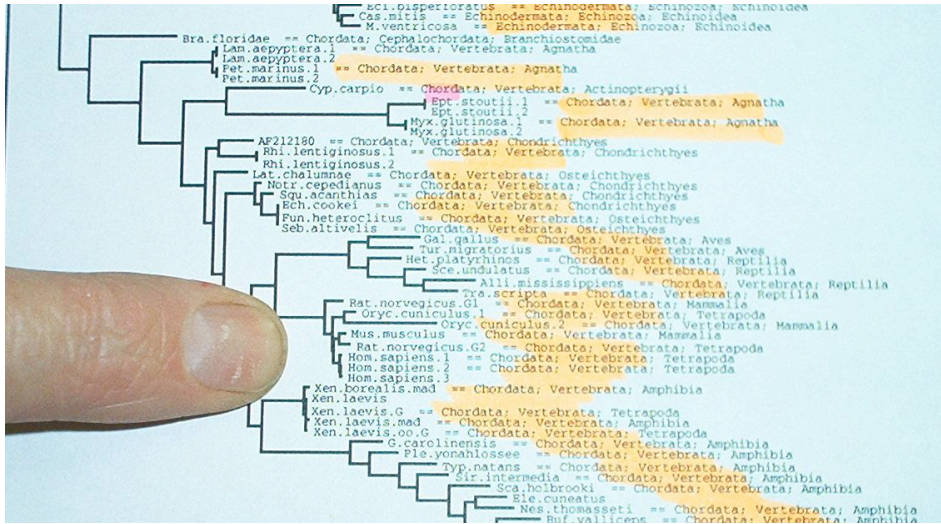 Ech.bisperforatus == Echinodermata; Echinozoa; Echinoidea
Cas.mitis == Echinodermata; Echinozoa; Echinoidea
M.ventricosa == Echinodermata; Echinozoa; Echinoidea
Bra.floridae == Chordata; Cephalochordata; Branchiostomidae
Lam.aepyptera.1 == Chordata; Vertebrata; Agnatha
Lam.aepyptera.2
Pet.marinus.1 == Chordata; Vertebrata; Agnatha
Pet.marinus.2
Cyp.carpio == Chordata; Vertebrata; Actinopterygii
Ept.stoutii.1 == Chordata; Vertebrata; Agnatha
Ept.stoutii.2
Myx.glutinosa.1 == Chordata; Vertebrata; Agnatha
Myx.glutinosa.2
AF212180 == Chordata; Vertebrata; Chondrichthyes
Rhi.lentiginosus.1 == Chordata; Vertebrata; Chondrichthyes
Rhi.lentiginosus.2
Lat.chalumnae == Chordata; Vertebrata; Osteichthyes
Notr.cepedianus == Chordata; Vertebrata; Chondrichthyes
Squ.acanthias == Chordata; Vertebrata; Chondrichthyes
Ech.cookei == Chordata; Vertebrata; Chondrichthyes
Fun.heteroclitus == Chordata; Vertebrata; Osteichthyes
Seb.altivelis == Chordata; Vertebrata; Osteichthyes
Gal.gallus == Chordata; Vertebrata; Aves
Tur.migratorius == Chordata; Vertebrata; Aves
Het.platyrhinos == Chordata; Vertebrata; Reptilia
Sce.undulatus == Chordata; Vertebrata; Reptilia
Alli.mississippiens == Chordata; Vertebrata; Reptilia
Tra.scripta == Chordata; Vertebrata; Reptilia
Rat.norvegicus.G1 == Chordata; Vertebrata; Mammalia
Oryc.cuniculus.1 == Chordata; Vertebrata; Tetrapoda
Oryc.cuniculus.2 == Chordata; Vertebrata; Mammalia
Mus.musculus == Chordata; Vertebrata; Mammalia
Rat.norvegicus.G2 == Chordata; Vertebrata; Tetrapoda
Hom.sapiens.1 == Chordata; Vertebrata; Tetrapoda
Hom.sapiens.2 == Chordata; Vertebrata; Tetrapoda
Hom.sapiens.3
Xen.borealis.mad == Chordata; Vertebrata; Amphibia
Xen.laevis
Xen.laevis.G == Chordata; Vertebrata; Tetrapoda
Xen.laevis.mad == Chordata; Vertebrata; Amphibia
Xen.laevis.oo.G == Chordata; Vertebrata; Tetrapoda
G.carolinensis == Chordata; Vertebrata; Amphibia
Ple.yonahlossee == Chordata; Vertebrata; Amphibia
Typ.natans == Chordata; Vertebrata; Amphibia
Sir.intermedia == Chordata; Vertebrata; Amphibia
Sca.holbrooki == Chordata; Vertebrata; Amphibia
Ele.cuneatus
Nes.thomasseti == Chordata; Vertebrata; Amphibia
Buf.valliceps == Chordata; Vertebrata; Amphibia